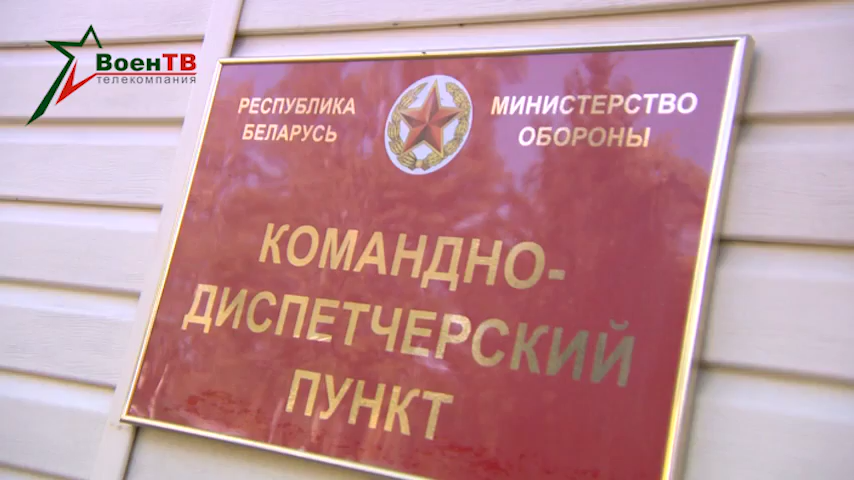 ВоенТВ
телекомпания
РЕСПУБЛИКА
БЕЛАРУСЬ
МИНИСТЕРСТВО
ОБОРОНЫ
КОМАНДНО-
ДИСПЕТЧЕРСКИЙ
ПУНКТ